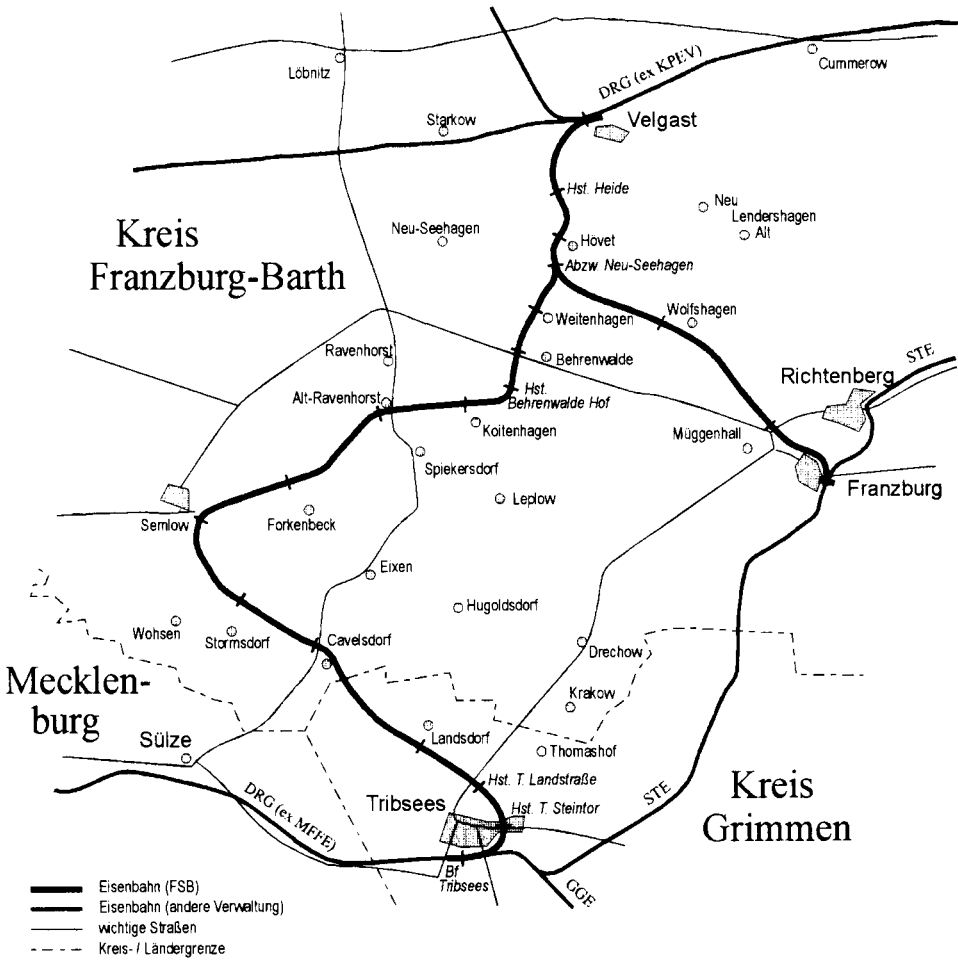 Löbnitz
DRG (ex KPEV)
Cummerow
Starkow
Velgast
Hst. Heide
Neu
Lendershagen
Alt
Kreis
Franzburg-Barth
Neu-Seehagen
Hövet
Abzw. Neu-Seehagen
Weitenhagen
Wolfshagen
Ravenhorst
Behrenwalde
STE
Richtenberg
Alt-Ravenhorst
Hst.
Behrenwalde Hof
Koitenhagen
Müggenhall
Spiekersdorf
Franzburg
Leplow
Semlow
Forkenbeck
Eixen
Hugoldsdorf
Wohsen
Stormsdorf
Cavelsdorf
Drechow
Mecklen-
burg
Krakow
Sülze
Landsdorf
Thomashof
Hst. T. Landstraße
Tribsees
Hst. T. Steintor
DRG (ex MFFE)
STE
Kreis
Grimmen
Bf
Tribsees
GGE
Eisenbahn (FSB)
Eisenbahn (andere Verwaltung)
wichtige Straßen
Kreis- / Ländergrenze